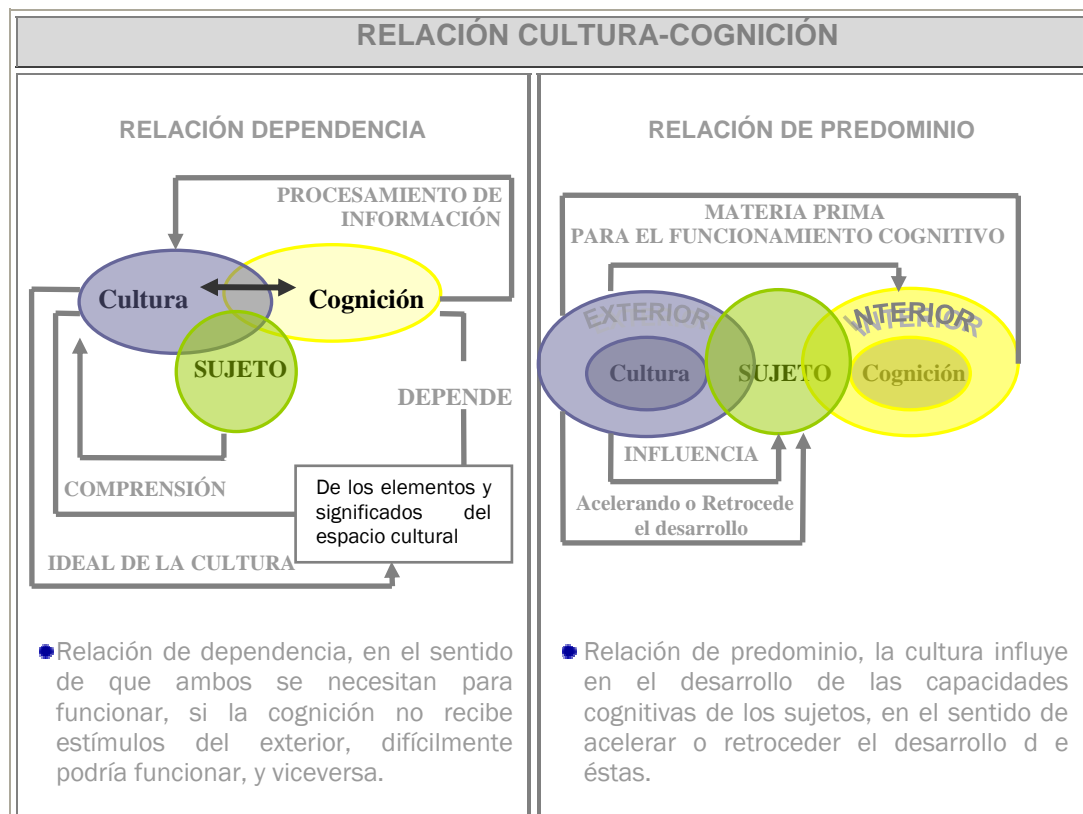 RELACIÓN CULTURA-COGNICIÓN
RELACIÓN DEPENDENCIA
PROCESAMIENTO DE
INFORMACIÓN
Cultura
Cognición
SUJETO
DEPENDE
COMPRENSIÓN
De los elementos y
significados del
espacio cultural
IDEAL DE LA CULTURA
Relación de dependencia, en el sentido
de que ambos se necesitan para
funcionar, si la cognición no recibe
estímulos del exterior, difícilmente
podría funcionar, y viceversa.
RELACIÓN DE PREDOMINIO
MATERIA PRIMA
PARA EL FUNCIONAMIENTO COGNITIVO
EXTERIOR
INTERIOR
Cultura
SUJETO
Cognición
INFLUENCIA
Acelerando o Retrocede
el desarrollo
Relación de predominio, la cultura influye
en el desarrollo de las capacidades
cognitivas de los sujetos, en el sentido de
acelerar o retroceder el desarrollo d e
éstas.